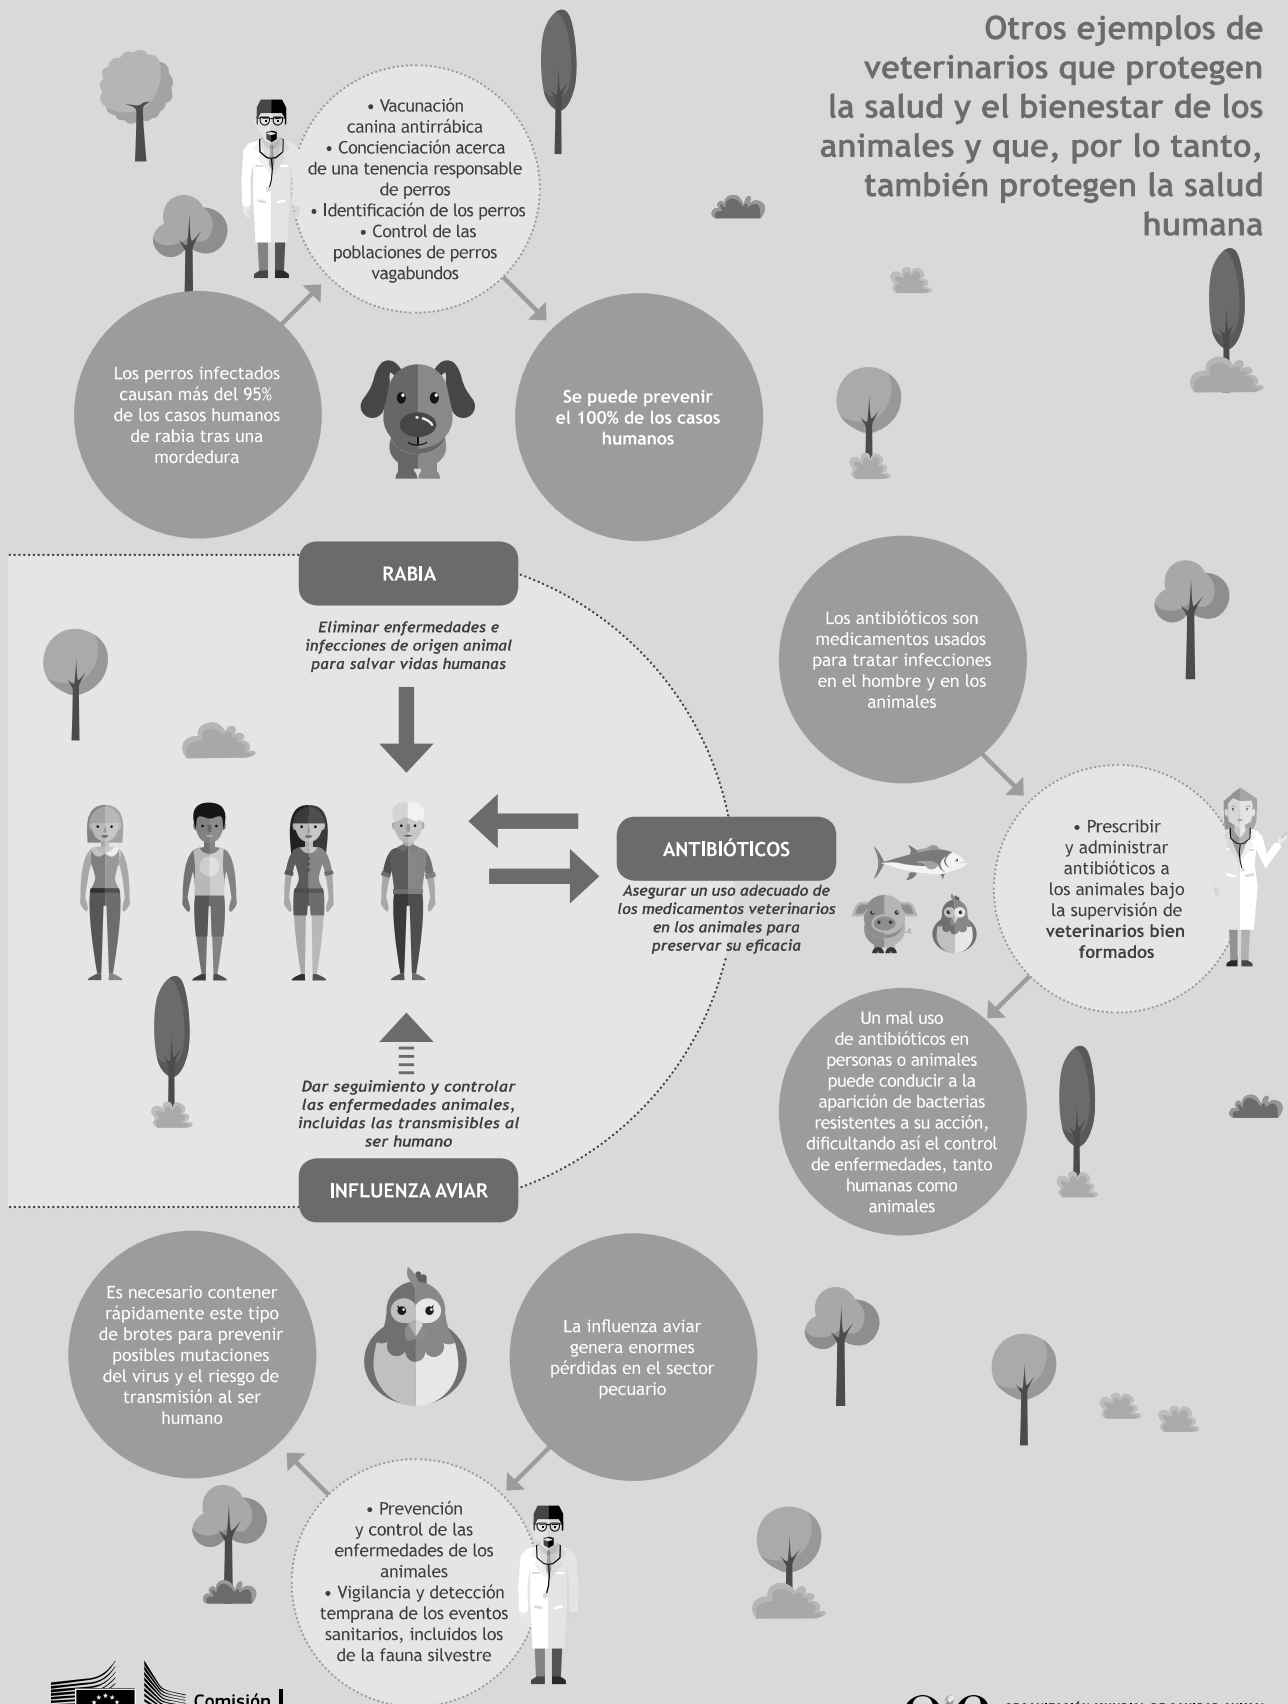 Otros ejemplos de
veterinarios que protegen
la salud y el bienestar de los
animales y que, por lo tanto,
también protegen la salud
humana
• Vacunación
canina antirrábica
• Concienciación acerca
de una tenencia responsable
de perros
• Identificación de los perros
• Control de las
poblaciones de perros
vagabundos
Los perros infectados
causan más del 95%
de los casos humanos
de rabia tras una
mordedura
Se puede prevenir
el 100% de los casos
humanos
RABIA
Eliminar enfermedades e
infecciones de origen animal
para salvar vidas humanas
Los antibióticos son
medicamentos usados
para tratar infecciones
en el hombre y en los
animales
• Prescribir
y administrar
antibióticos a
los animales bajo
la supervisión de
veterinarios bien
formados
ANTIBIÓTICOS
Asegurar un uso adecuado de
los medicamentos veterinarios
en los animales para
preservar su eficacia
Un mal uso
de antibióticos en
personas o animales
puede conducir a la
aparición de bacterias
resistentes a su acción,
dificultando así el control
de enfermedades, tanto
humanas como
animales
Dar seguimiento y controlar
las enfermedades animales,
incluidas las transmisibles al
ser humano
INFLUENZA AVIAR
Es necesario contener
rápidamente este tipo
de brotes para prevenir
posibles mutaciones
del virus y el riesgo de
transmisión al ser
humano
La influenza aviar
genera enormes
pérdidas en el sector
pecuario
• Prevención
y control de las
enfermedades de los
animales
• Vigilancia y detección
temprana de los eventos
sanitarios, incluidos los
de la fauna silvestre
Comisión